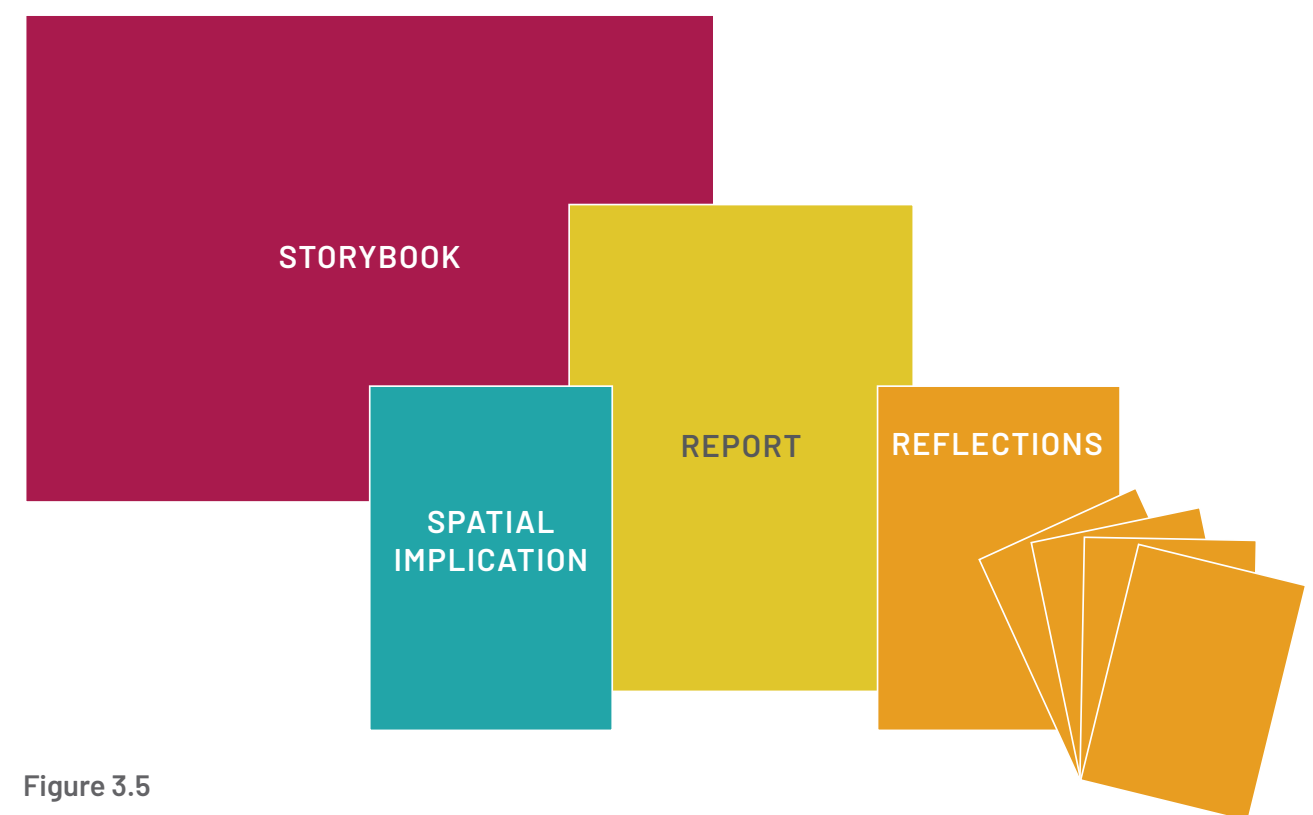 STORYBOOK
REPORT
REFLECTIONS
SPATIAL
IMPLICATION
Figure 3.5